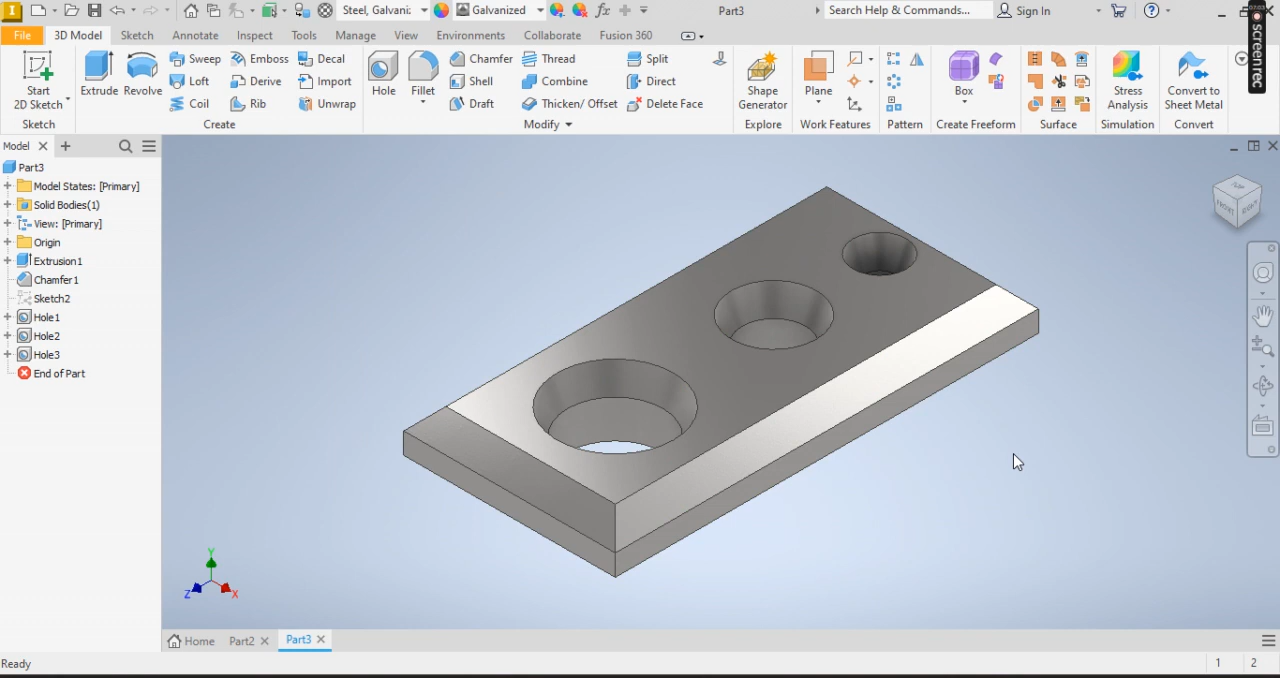 I Steel, Galvani: Galvanized fx Part3 Search Help & Commands... Sign In
File 3D Model Sketch Annotate Inspect Tools Manage View Environments Collaborate Fusion 360
Start 2D Sketch
Sketch
Extrude Revolve
Sweep Emboss Decal
Loft Derive Import
Coil Rib Unwrap
Create
Hole Fillet
Chamfer Thread Split
Shell Combine Direct
Draft Thicken/ Offset Delete Face
Modify
Shape Generator
Explore
Plane
Work Features
Pattern
Box
Create Freeform
Surface
Stress Analysis
Simulation
Convert to Sheet Metal
Convert
screenrec
Model
Part3
Model States: [Primary]
Solid Bodies(1)
View: [Primary]
Origin
Extrusion1
Chamfer1
Sketch2
Hole1
Hole2
Hole3
End of Part
FRONT RIGHT
Y
Z X
Home Part2 Part3
Ready 1 2